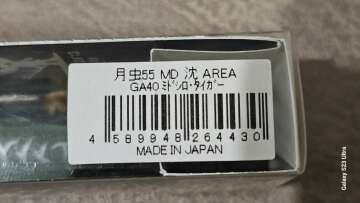 月虫55 MD 沈 AREA
GA40 ﾐﾄﾞｼﾛ･ﾀｲｶﾞｰ
4 589948 264430
MADE IN JAPAN
Galaxy S23 Ultra